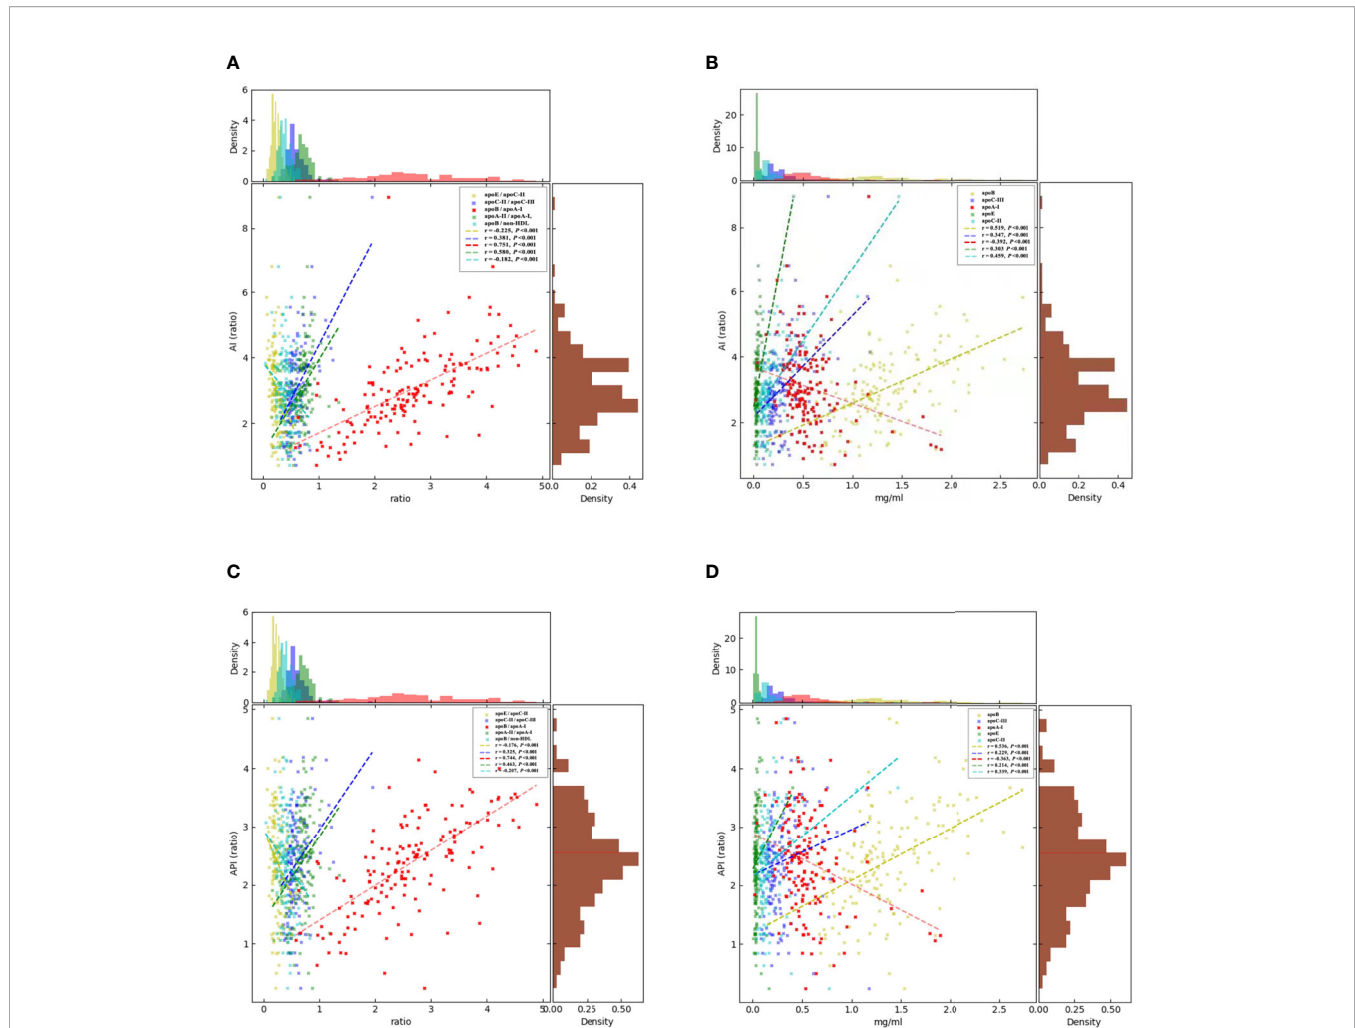 A
B
6
4
2
0
Density
20
10
0
Density
8
6
4
2
AI (ratio)
apoE / apoC-II
apoC-II / apoC-III
apoB / apoA-I
apoA-II / apoA-I,
apoB / non-HDL
r = -0.225, P<0.001
r = 0.381, P<0.001
r = 0.751, P<0.001
r = 0.580, P<0.001
r = -0.182, P<0.001
0 1 2 3 4 5
ratio
0.0 0.2 0.4
Density
8
6
4
2
AI (ratio)
apoB
apoC-III
apoA-I
apoE
apoC-II
r = 0.519, P<0.001
r = 0.347, P<0.001
r = -0.392, P<0.001
r = 0.303 P<0.001
r = 0.459, P<0.001
0.0 0.5 1.0 1.5 2.0 2.5
mg/ml
0.0 0.2 0.4
Density
C
D
6
4
2
0
Density
20
10
0
Density
5
4
3
2
1
API (ratio)
apoE / apoC-II
apoC-II / apoC-III
apoB / apoA-I
apoA-II / apoA-I
apoB / non-HDL
r = -0.176, P<0.001
r = 0.325, P<0.001
r = 0.744, P<0.001
r = 0.463, P<0.001
r = -0.207, P<0.001
0 1 2 3 4 5
ratio
0.00 0.25 0.50
Density
5
4
3
2
1
API (ratio)
apoB
apoC-III
apoA-I
apoE
apoC-II
r = 0.536, P<0.001
r = 0.229, P<0.001
r = -0.363, P<0.001
r = 0.214, P<0.001
r = 0.339, P<0.001
0.0 0.5 1.0 1.5 2.0 2.5
mg/ml
0.00 0.25 0.50
Density